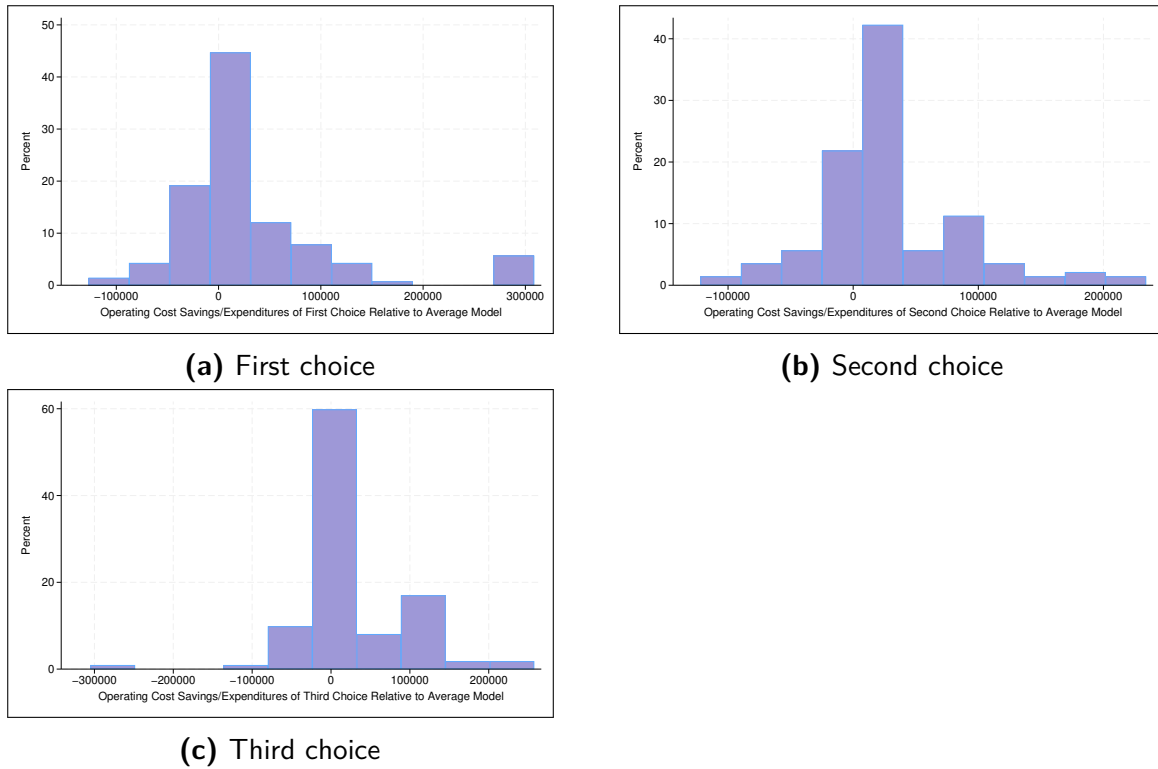 50
40
30
20
10
0
Percent
−100000 0 100000 200000 300000
Operating Cost Savings/Expenditures of First Choice Relative to Average Model
(a) First choice
40
30
20
10
0
Percent
−100000 0 100000 200000
Operating Cost Savings/Expenditures of Second Choice Relative to Average Model
(b) Second choice
60
40
20
0
Percent
−300000 −200000 −100000 0 100000 200000
Operating Cost Savings/Expenditures of Third Choice Relative to Average Model
(c) Third choice